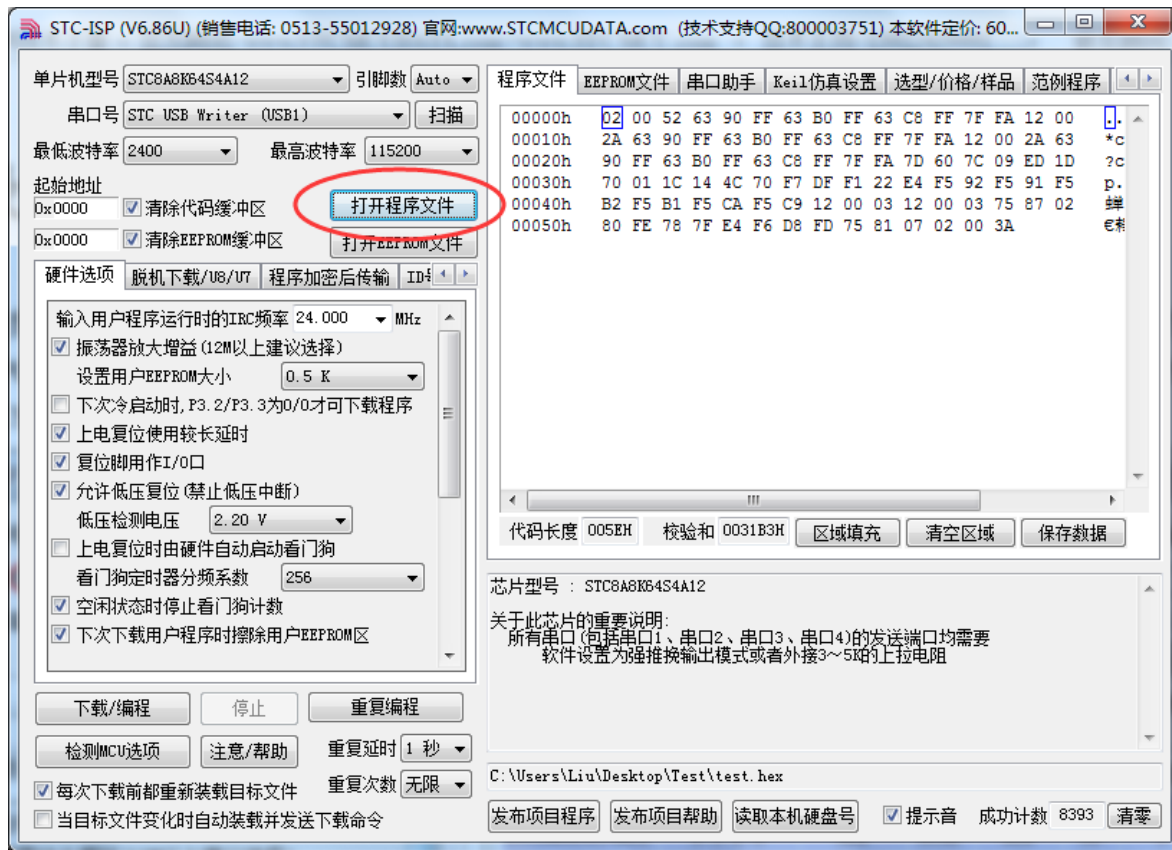 STC-ISP (V6.86U) (销售电话: 0513-55012928) 官网:www.STCMCUDATA.com (技术支持QQ:800003751) 本软件定价: 60...
单片机型号 STC8A8K64S4A12 引脚数 Auto
串口号 STC USB Writer (USB1) 扫描
最低波特率 2400 最高波特率 115200
起始地址
0x0000 清除代码缓冲区 打开程序文件
0x0000 清除EEPROM缓冲区 打开EEPROM文件
硬件选项 脱机下载/U8/U7 程序加密后传输
输入用户程序运行时的IRC频率 24.000 MHz
振荡器放大增益(12M以上建议选择)
设置用户EEPROM大小 0.5 K
下次冷启动时,P3.2/P3.3为0/0才可下载程序
上电复位使用较长延时
复位脚用作I/O口
允许低压复位(禁止低压中断)
低压检测电压 2.20 V
上电复位时由硬件自动启动看门狗
看门狗定时器分频系数 256
空闲状态时停止看门狗计数
下次下载用户程序时擦除用户EEPROM区
下载/编程 停止 重复编程
检测MCU选项 注意/帮助 重复延时 1 秒
每次下载前都重新装载目标文件 重复次数 无限
当目标文件变化时自动装载并发送下载命令
程序文件 EEPROM文件 串口助手 Keil仿真设置 选型/价格/样品 范例程序
00000h 02 00 52 63 90 FF 63 B0 FF 63 C8 FF 7F FA 12 00 ..
00010h 2A 63 90 FF 63 B0 FF 63 C8 FF 7F FA 12 00 2A 63 *c
00020h 90 FF 63 B0 FF 63 C8 FF 7F FA 7D 60 7C 09 ED 1D ?c
00030h 70 01 1C 14 4C 70 F7 DF F1 22 E4 F5 92 F5 91 F5 p.
00040h B2 F5 B1 F5 CA F5 C9 12 00 03 12 00 03 75 87 02
00050h 80 FE 78 7F E4 F6 D8 FD 75 81 07 02 00 3A
代码长度 005EH 校验和 0031B3H 区域填充 清空区域 保存数据
芯片型号 : STC8A8K64S4A12
关于此芯片的重要说明:
所有串口(包括串口1、串口2、串口3、串口4)的发送端口均需要
软件设置为强推挽输出模式或者外接3～5K的上拉电阻
C:\Users\Liu\Desktop\Test\test.hex
发布项目程序 发布项目帮助 读取本机硬盘号 提示音 成功计数 8393 清零